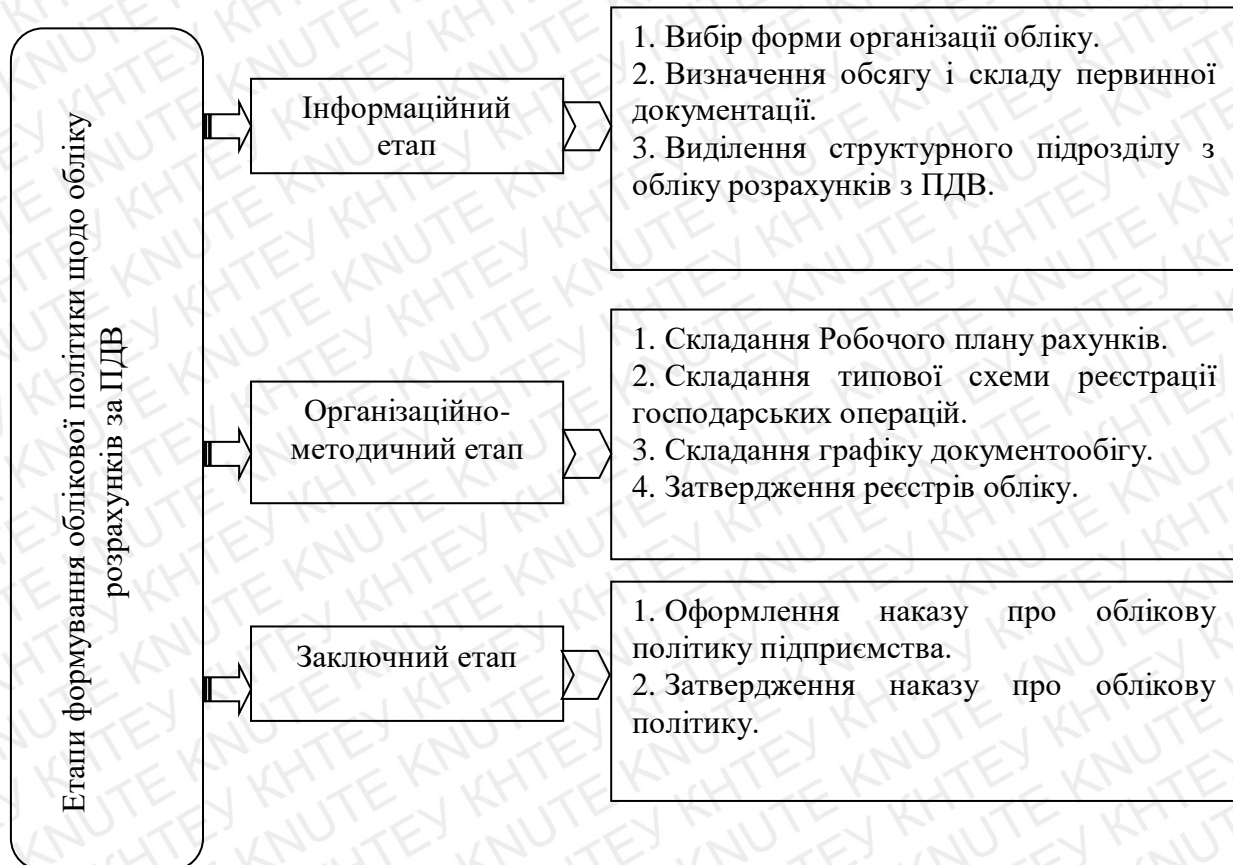 Етапи формування облікової політики щодо обліку
розрахунків за ПДВ
Інформаційний
етап
1. Вибір форми організації обліку.
2. Визначення обсягу і складу первинної
документації.
3. Виділення структурного підрозділу з
обліку розрахунків з ПДВ.
Організаційно-
методичний етап
1. Складання Робочого плану рахунків.
2. Складання типової схеми реєстрації
господарських операцій.
3. Складання графіку документообігу.
4. Затвердження реєстрів обліку.
Заключний етап
1. Оформлення наказу про облікову
політику підприємства.
2. Затвердження наказу про облікову
політику.
КНТЕУ KNUTE